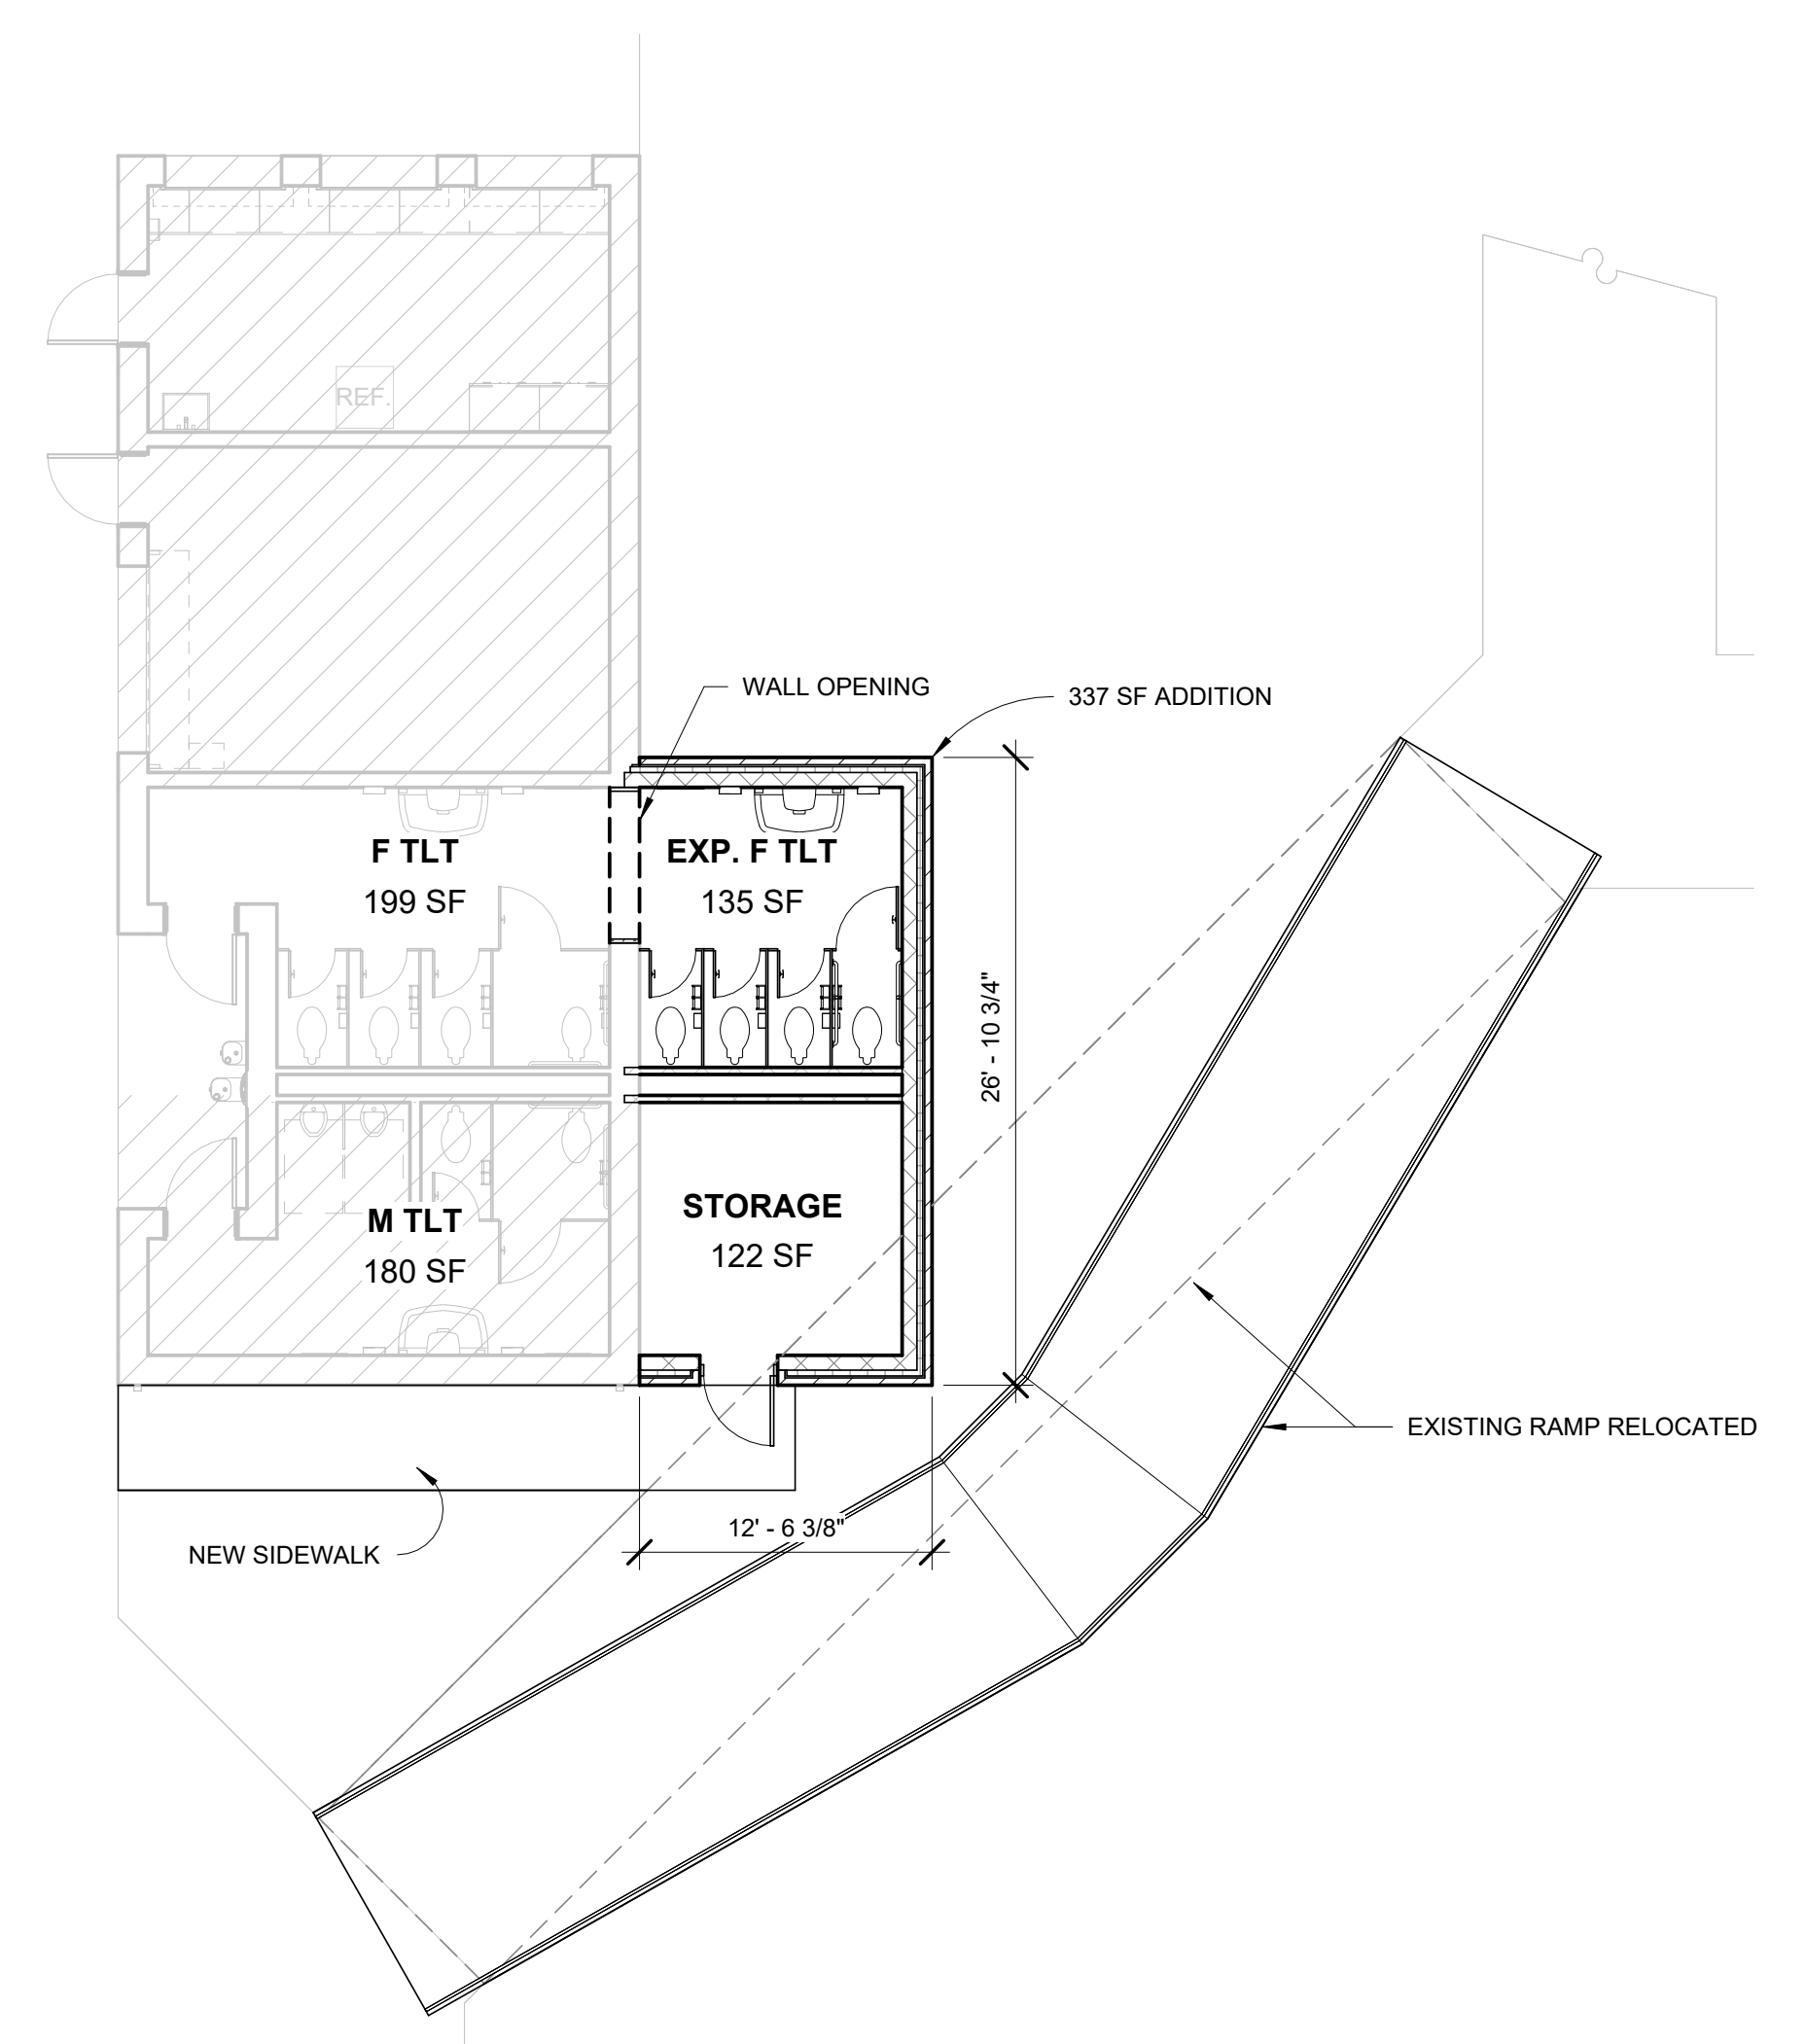 REF.
WALL OPENING
337 SF ADDITION
F TLT
199 SF
EXP. F TLT
135 SF
26' - 10 3/4"
M TLT
180 SF
STORAGE
122 SF
EXISTING RAMP RELOCATED
12' - 6 3/8"
NEW SIDEWALK